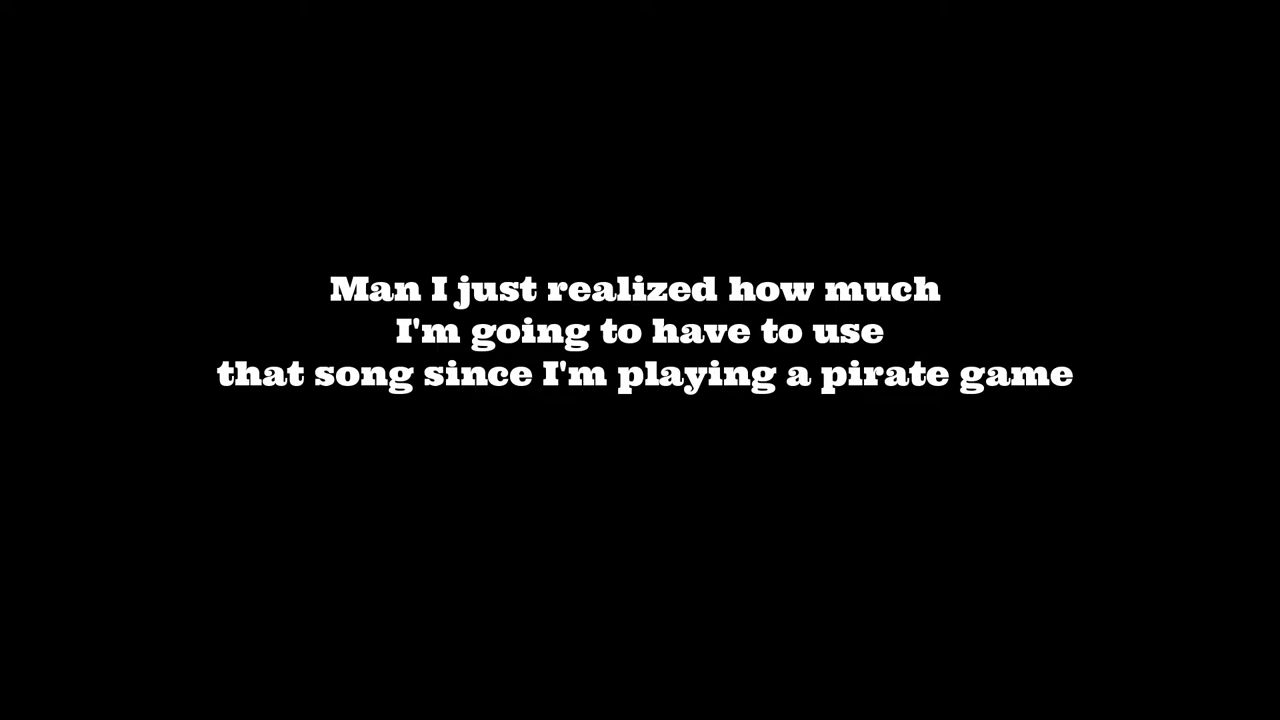 Man I just realized how much
I'm going to have to use
that song since I'm playing a pirate game